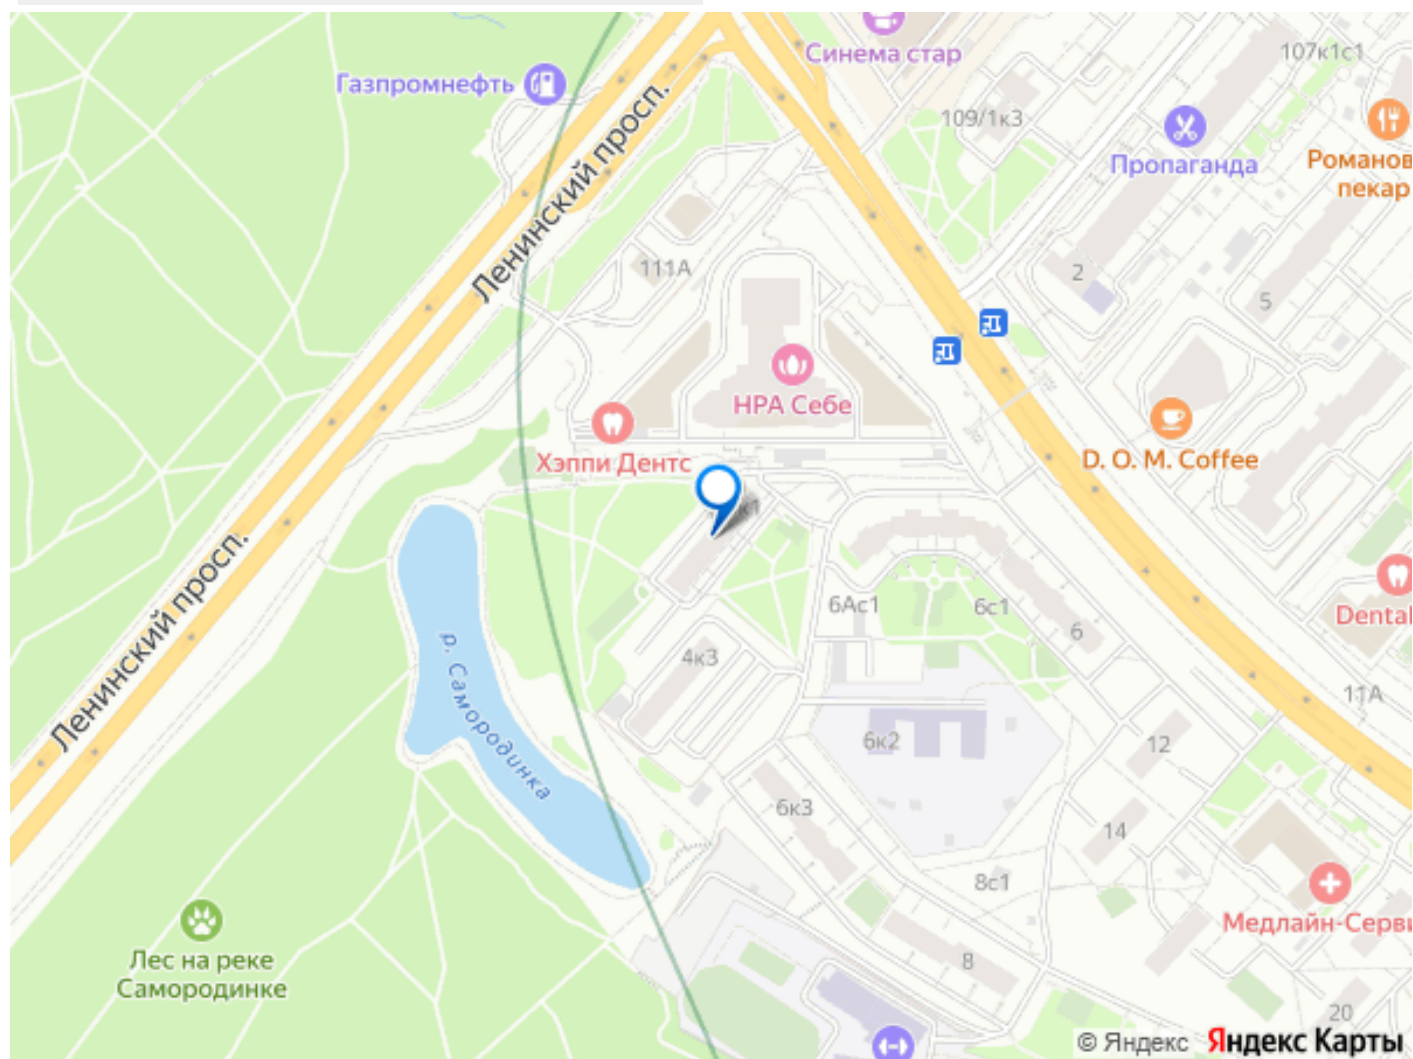 Синема стар
107к1с1
Газпромнефть
109/1к3
Пропаганда
Романов
пекар
Ленинский просп.
111А
2
5
НРА Себе
Хэппи Дентс
D. O. M. Coffee
к1
Ленинский просп.
6Ас1
6с1
6
Dental
4к3
11А
р. Самородинка
6к2
12
6к3
14
8с1
Медлайн-Серви
Лес на реке
Самородинке
8
20
© Яндекс Яндекс Карты